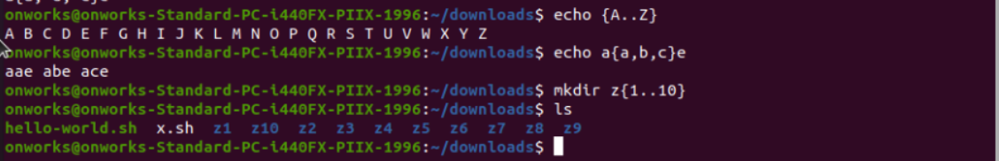 onworks@onworks-Standard-PC-i440FX-PIIX-1996:~/downloads$ echo {A..Z}
A B C D E F G H I J K L M N O P Q R S T U V W X Y Z
onworks@onworks-Standard-PC-i440FX-PIIX-1996:~/downloads$ echo a{a,b,c}e
aae abe ace
onworks@onworks-Standard-PC-i440FX-PIIX-1996:~/downloads$ mkdir z{1..10}
onworks@onworks-Standard-PC-i440FX-PIIX-1996:~/downloads$ ls
hello-world.sh x.sh z1 z10 z2 z3 z4 z5 z6 z7 z8 z9
onworks@onworks-Standard-PC-i440FX-PIIX-1996:~/downloads$